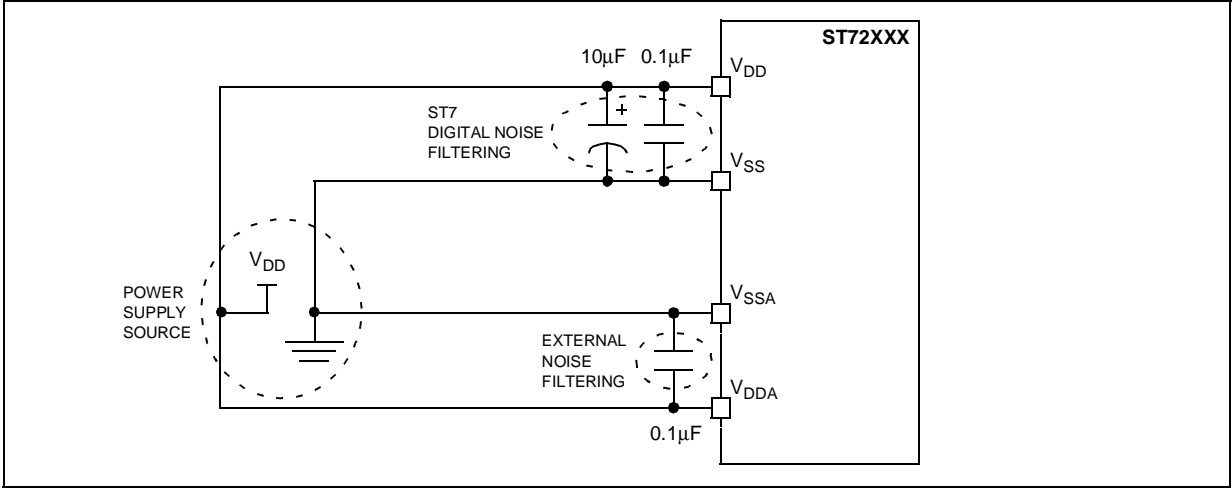 ST72XXX
10μF 0.1μF
VDD
ST7
DIGITAL NOISE
FILTERING
+
VSS
VDD
POWER
SUPPLY
SOURCE
VSSA
EXTERNAL
NOISE
FILTERING
VDDA
0.1μF